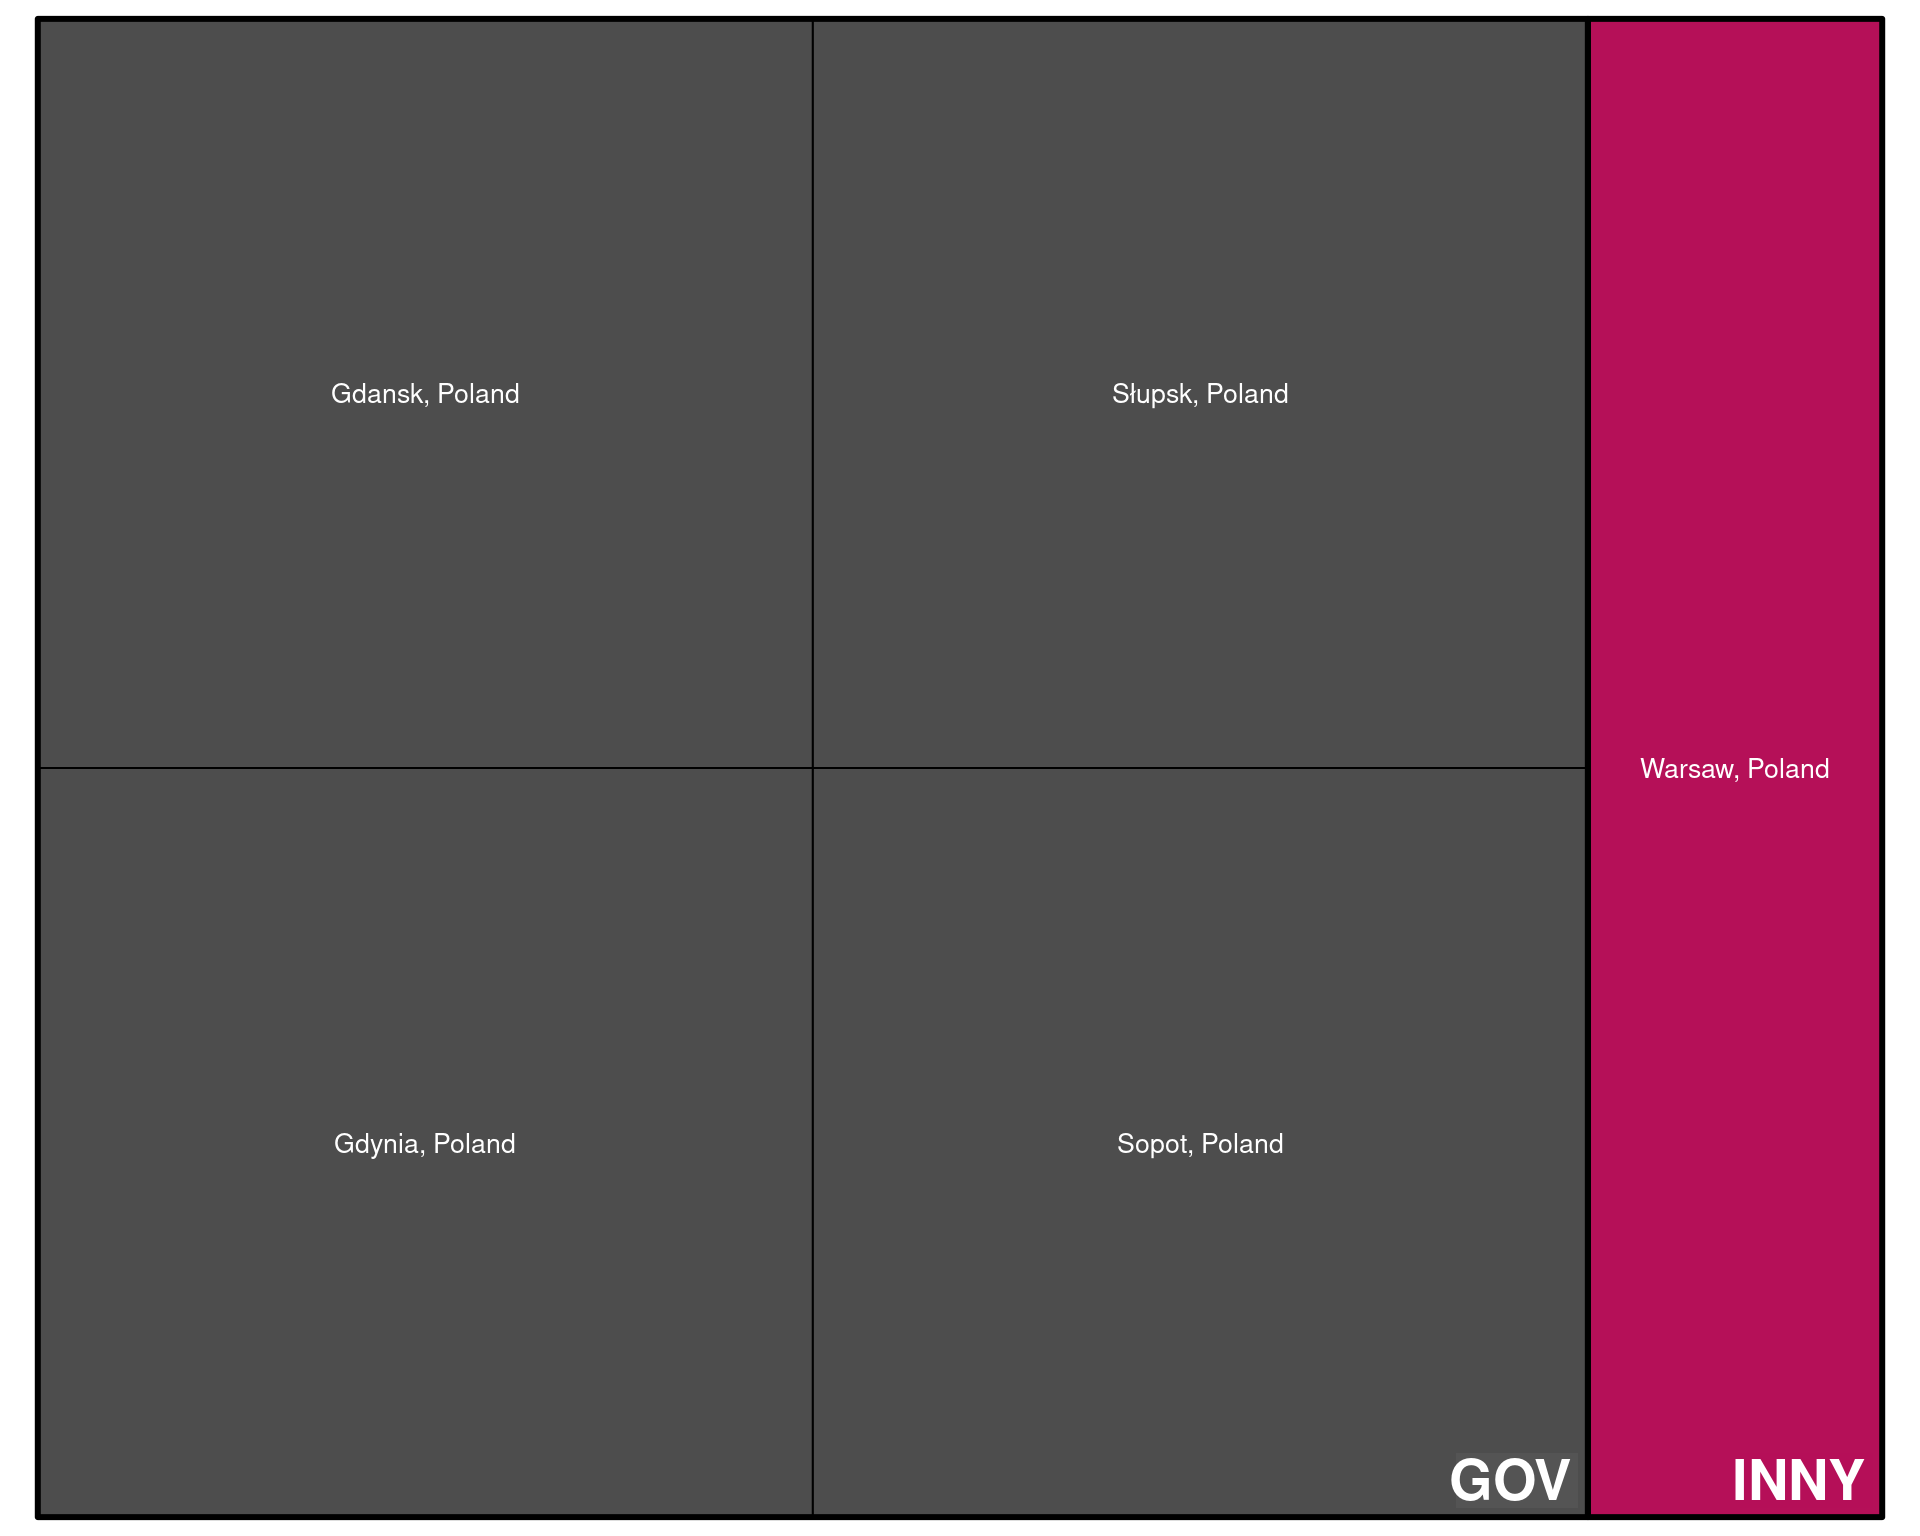 Gdansk, Poland
Słupsk, Poland
Warsaw, Poland
Gdynia, Poland
Sopot, Poland
GOV
INNY